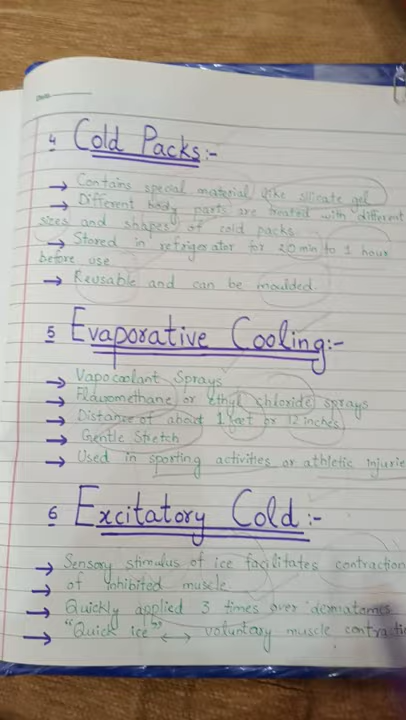 4 Cold Packs:-
→ Contains special material like silicate gel
→ Different body parts are treated with different
sizes and shapes of cold packs
→ Stored in refrigerator for 20 min to 1 hour
before use
→ Reusable and can be moulded.
5 Evaporative Cooling:-
→ Vapocoolant Sprays
→ Flauromethane or ethyl chloride sprays
→ Distance of about 1 feet or 12 inches
→ Gentle Stretch
→ Used in sporting activities or athletic injurie
6 Excitatory Cold:-
→ Sensory stimulus of ice facilitates contraction
→ of inhibited muscle
→ Quickly applied 3 times over dermatomes
→ "Quick ice" ↔ voluntary muscle contractio